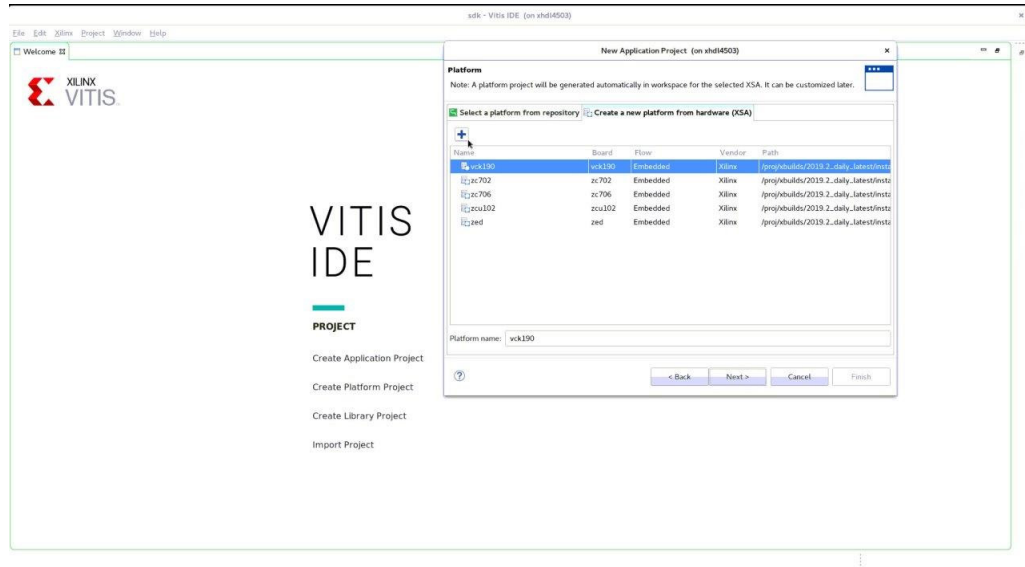 sdk - Vitis IDE (on xhdl4503)
File Edit Xilinx Project Window Help
Welcome
XILINX
VITIS
VITIS
IDE
PROJECT
Create Application Project
Create Platform Project
Create Library Project
Import Project
New Application Project (on xhdl4503)
Platform
Note: A platform project will be generated automatically in workspace for the selected XSA. It can be customized later.
Select a platform from repository Create a new platform from hardware (XSA)
Name Board Flow Vendor Path
vck190 vck190 Embedded Xilinx /proj/xbuilds/2019.2_daily_latest/insta
zc702 zc702 Embedded Xilinx /proj/xbuilds/2019.2_daily_latest/insta
zc706 zc706 Embedded Xilinx /proj/xbuilds/2019.2_daily_latest/insta
zcu102 zcu102 Embedded Xilinx /proj/xbuilds/2019.2_daily_latest/insta
zed zed Embedded Xilinx /proj/xbuilds/2019.2_daily_latest/insta
Platform name: vck190
< Back Next > Cancel Finish